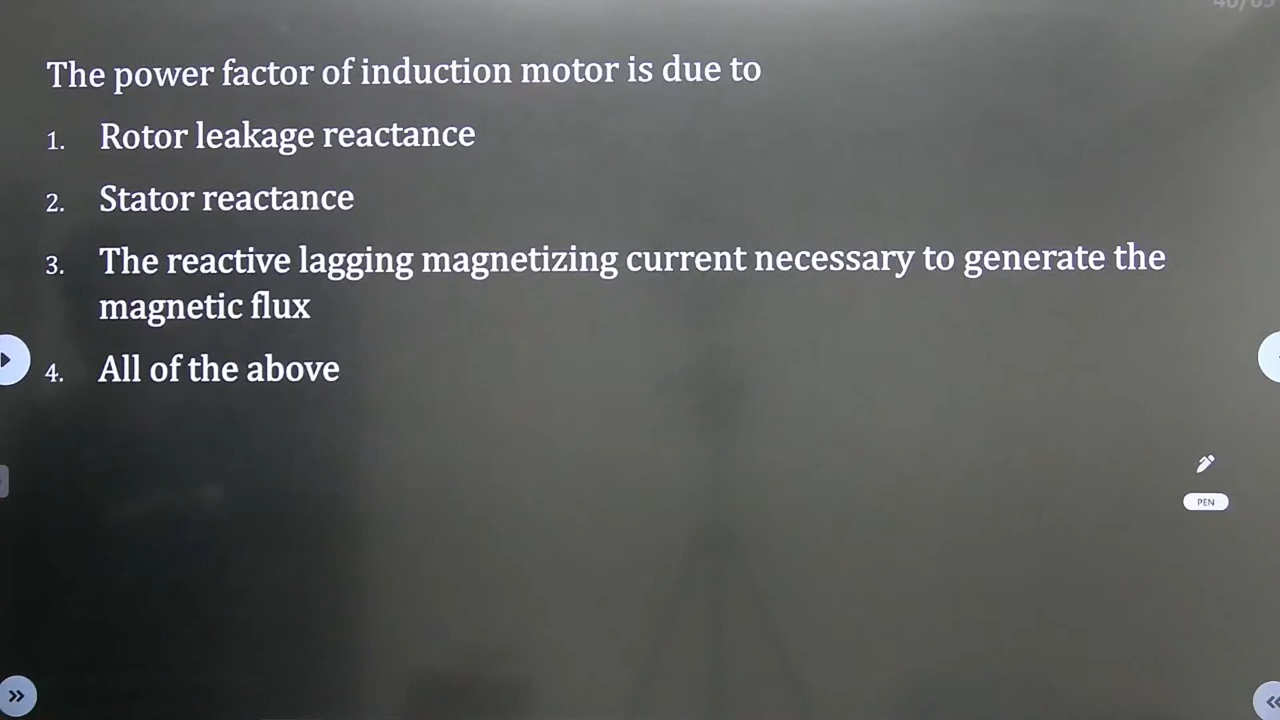 The power factor of induction motor is due to
1. Rotor leakage reactance
2. Stator reactance
3. The reactive lagging magnetizing current necessary to generate the
magnetic flux
4. All of the above
PEN